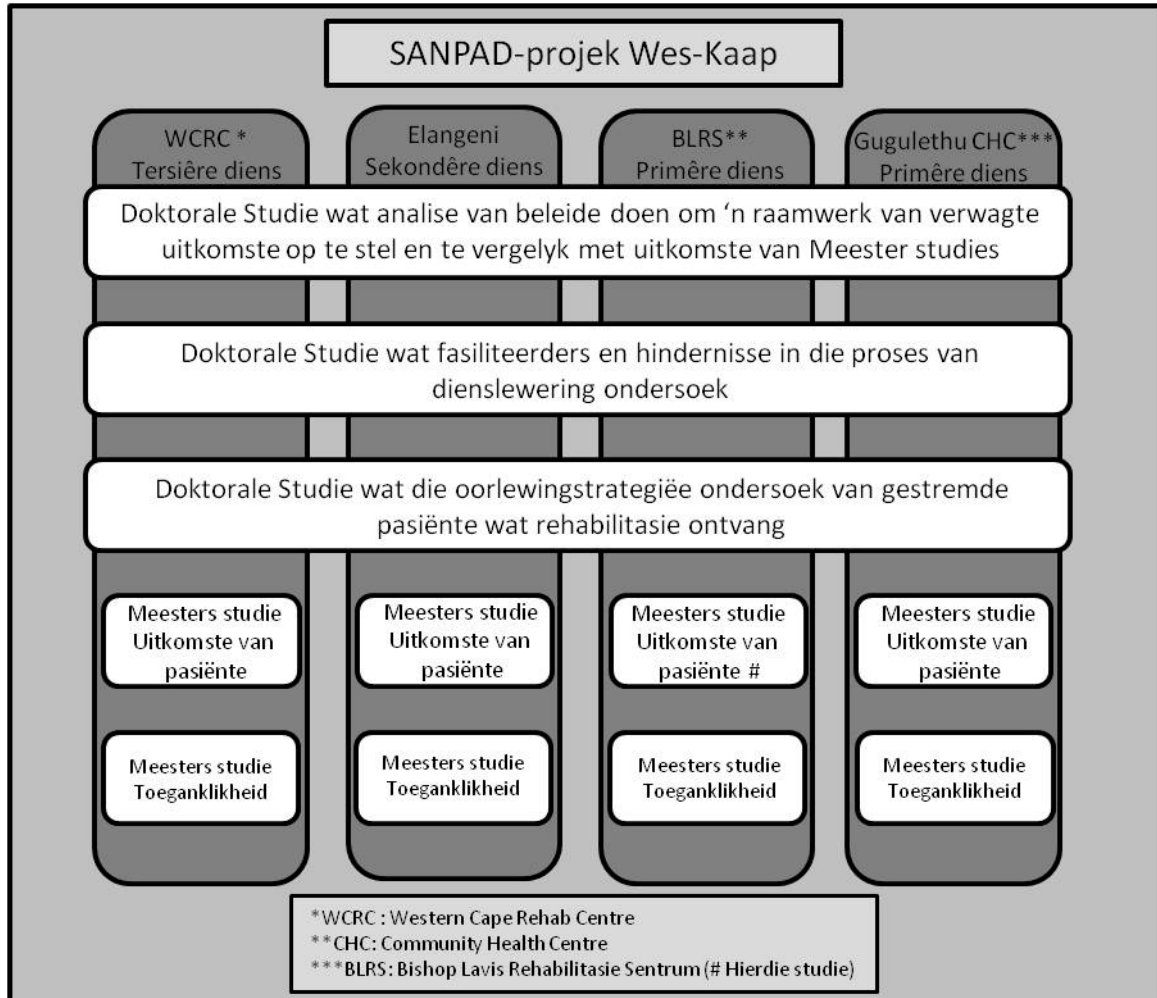 SANPAD-projek Wes-Kaap
WCRC *
Tersiêre diens
Elangeni
Sekondêre diens
BLRS**
Primêre diens
Gugulethu CHC***
Primêre diens
Doktorale Studie wat analise van beleide doen om ‘n raamwerk van verwagte
uitkomste op te stel en te vergelyk met uitkomste van Meester studies
Doktorale Studie wat fasiliteerders en hindernisse in die proses van
dienslewering ondersoek
Doktorale Studie wat die oorlewingstrategiëe ondersoek van gestremde
pasiënte wat rehabilitasie ontvang
Meesters studie
Uitkomste van
pasiënte
Meesters studie
Uitkomste van
pasiënte
Meesters studie
Uitkomste van
pasiënte #
Meesters studie
Uitkomste van
pasiënte
Meesters studie
Toeganklikheid
Meesters studie
Toeganklikheid
Meesters studie
Toeganklikheid
Meesters studie
Toeganklikheid
*WCRC : Western Cape Rehab Centre
**CHC: Community Health Centre
***BLRS: Bishop Lavis Rehabilitasie Sentrum (# Hierdie studie)